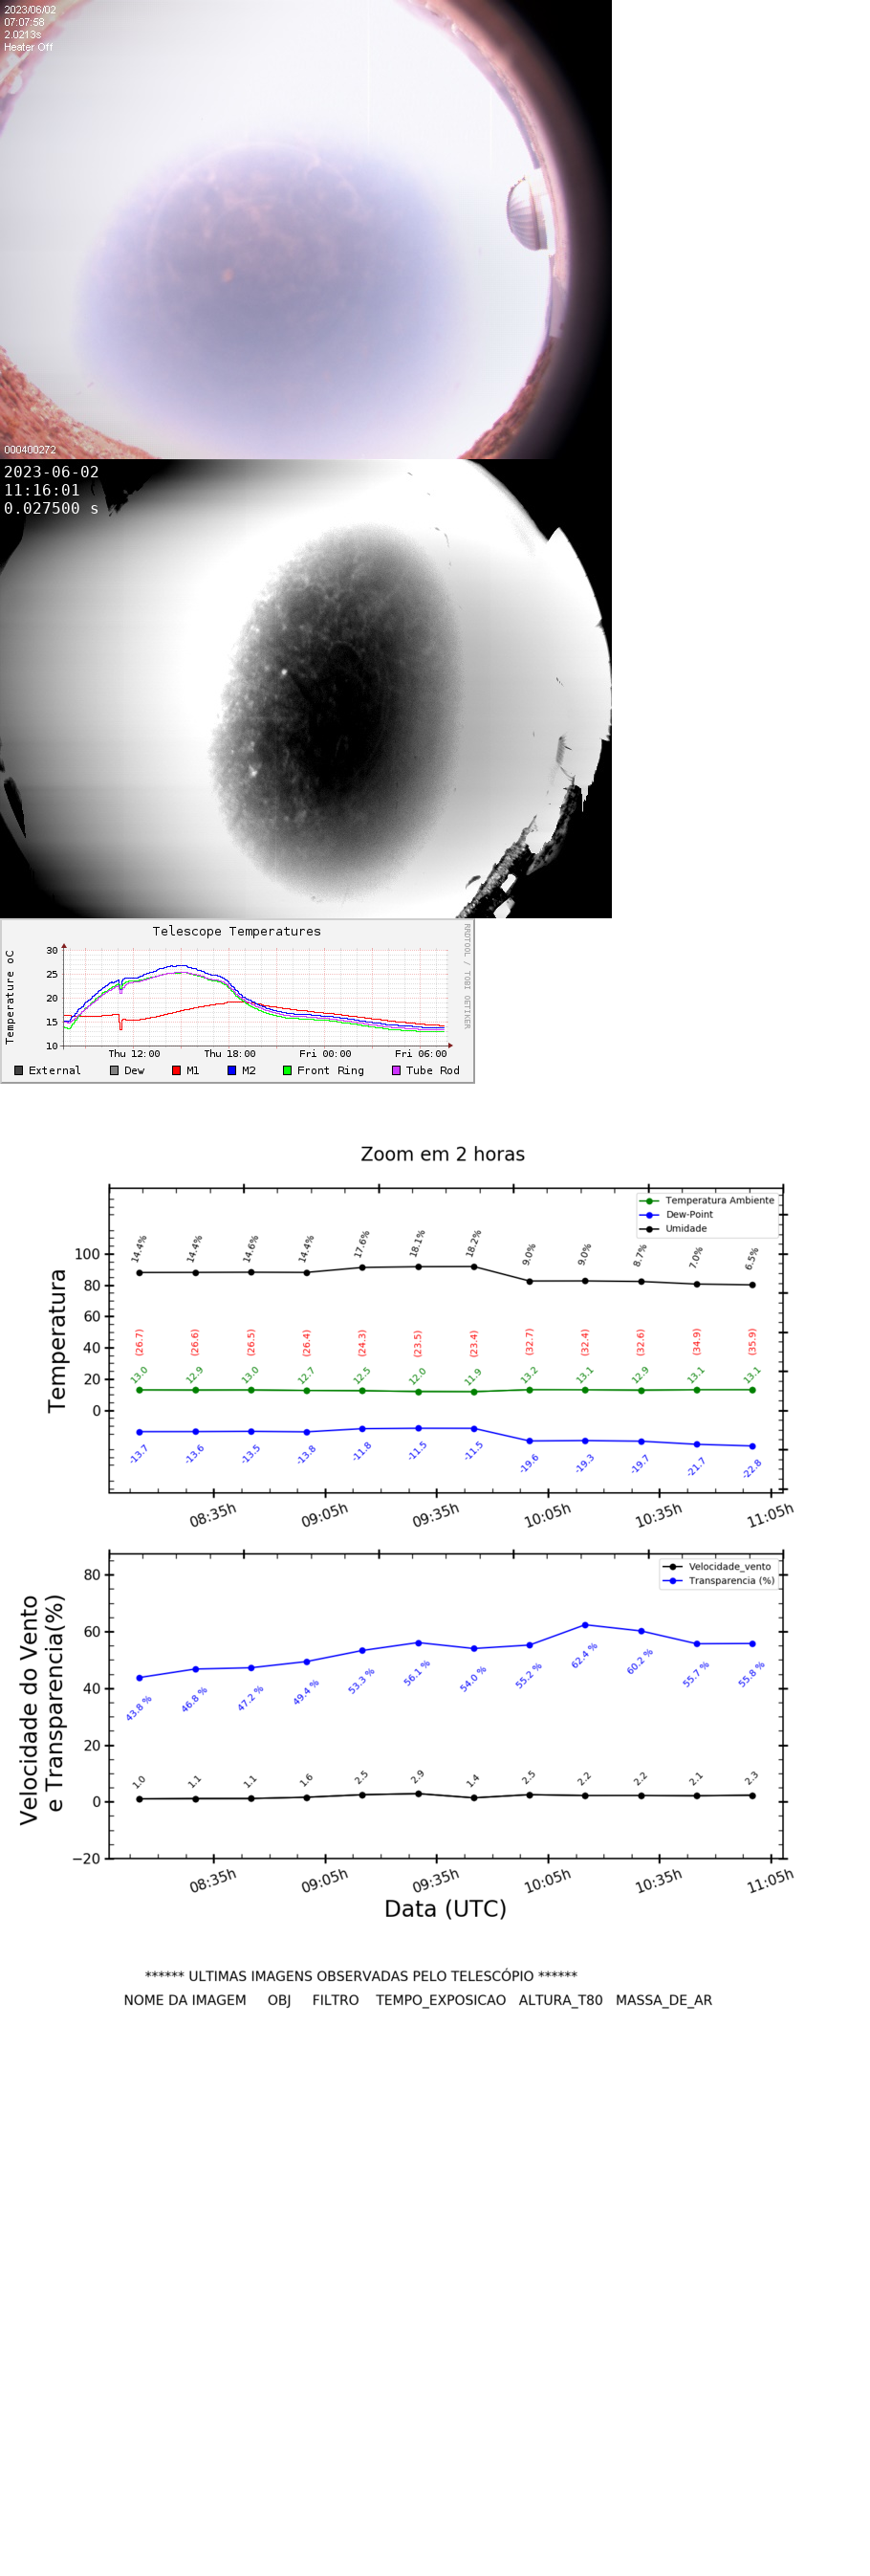 2023/06/02
07:07:58
2.0213s
Heater Off
000400272
2023-06-02
11:16:01
0.027500 s
Telescope Temperatures
RRDTOOL / TOBI OETIKER
Temperature oC
30
25
20
15
10
Thu 12:00 Thu 18:00 Fri 00:00 Fri 06:00
External Dew M1 M2 Front Ring Tube Rod
Zoom em 2 horas
Temperatura Ambiente
Dew-Point
Umidade
Temperatura
100
80
60
40
20
0
14.4% 14.4% 14.6% 14.4% 17.6% 18.1% 18.2% 9.0% 9.0% 8.7% 7.0% 6.5%
(26.7) (26.6) (26.5) (26.4) (24.3) (23.5) (23.4) (32.7) (32.4) (32.6) (34.9) (35.9)
13.0 12.9 13.0 12.7 12.5 12.0 11.9 13.2 13.1 12.9 13.1 13.1
-13.7 -13.6 -13.5 -13.8 -11.8 -11.5 -11.5 -19.6 -19.3 -19.7 -21.7 -22.8
08:35h 09:05h 09:35h 10:05h 10:35h 11:05h
Velocidade_vento
Transparencia (%)
Velocidade do Vento
e Transparencia(%)
80
60
40
20
0
−20
43.8 % 46.8 % 47.2 % 49.4 % 53.3 % 56.1 % 54.0 % 55.2 % 62.4 % 60.2 % 55.7 % 55.8 %
1.0 1.1 1.1 1.6 2.5 2.9 1.4 2.5 2.2 2.2 2.1 2.3
08:35h 09:05h 09:35h 10:05h 10:35h 11:05h
Data (UTC)
****** ULTIMAS IMAGENS OBSERVADAS PELO TELESCÓPIO ******
NOME DA IMAGEM OBJ FILTRO TEMPO_EXPOSICAO ALTURA_T80 MASSA_DE_AR